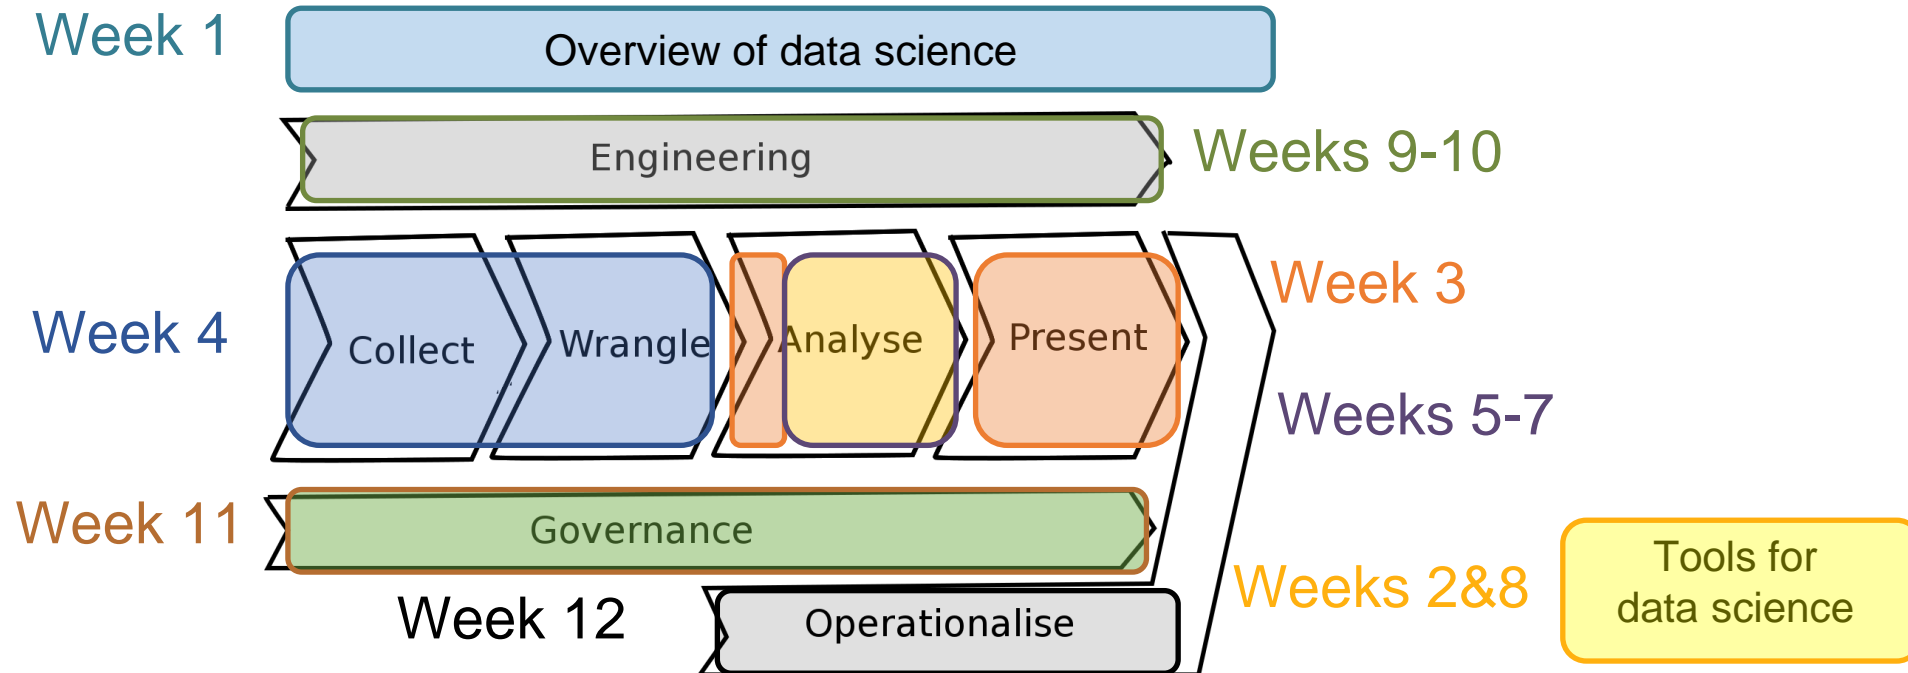 Week 1
Overview of data science
Engineering
Weeks 9-10
Week 3
Week 4
Collect
Wrangle
Analyse
Present
Weeks 5-7
Week 11
Governance
Weeks 2&8
Tools for
data science
Week 12
Operationalise